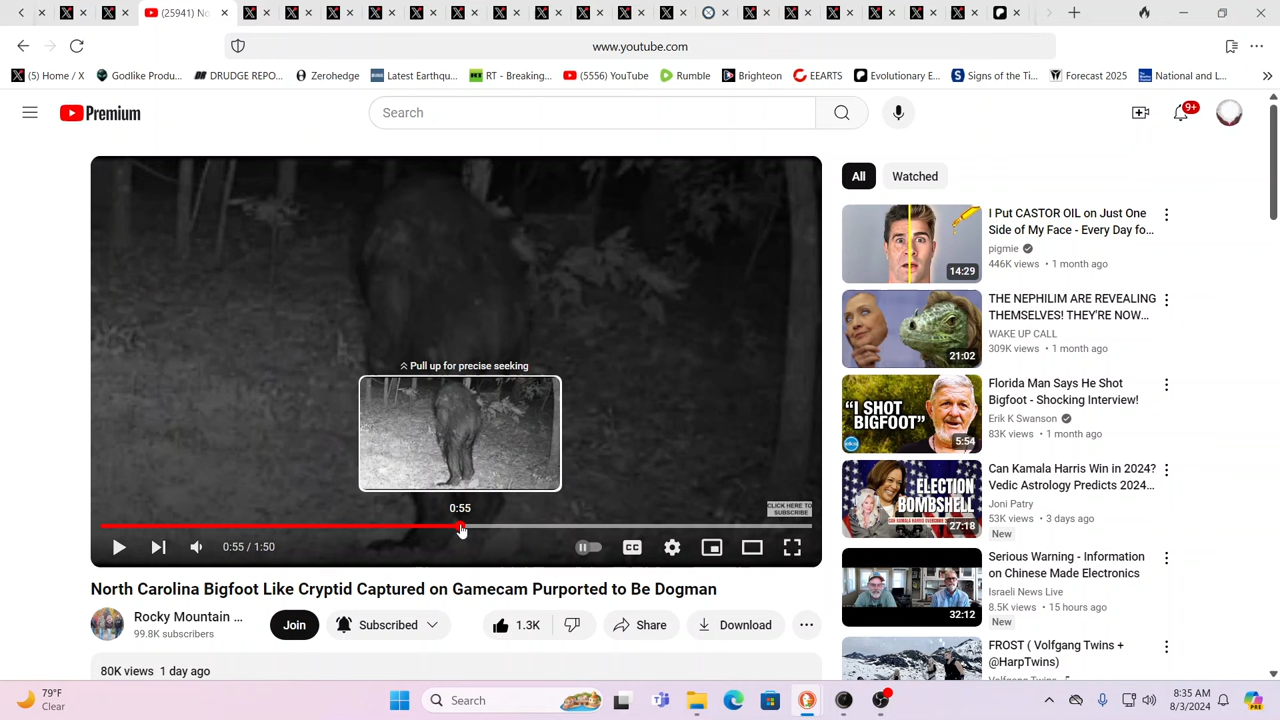 (25941) No
www.youtube.com
(5) Home / X
Godlike Produ...
DRUDGE REPO...
Zerohedge
Latest Earthqu...
RT - Breaking...
(5556) YouTube
Rumble
Brighteon
EEARTS
Evolutionary E...
Signs of the Ti...
Forecast 2025
National and L...
Premium
Search
9+
All
Watched
Pull up for precise seeking
0:55
CLICK HERE TO
SUBSCRIBE
0:55 / 1:50
CC
North Carolina Bigfoot Like Cryptid Captured on Gamecam Purported to Be Dogman
Rocky Mountain ...
99.8K subscribers
Join
Subscribed
1.3K
Share
Download
80K views 1 day ago
14:29
I Put CASTOR OIL on Just One
Side of My Face - Every Day fo...
pigmie
446K views • 1 month ago
21:02
THE NEPHILIM ARE REVEALING
THEMSELVES! THEY'RE NOW...
WAKE UP CALL
309K views • 1 month ago
"I SHOT
BIGFOOT"
5:54
Florida Man Says He Shot
Bigfoot - Shocking Interview!
Erik K Swanson
83K views • 1 month ago
ELECTION
BOMBSHELL
27:18
Can Kamala Harris Win in 2024?
Vedic Astrology Predicts 2024...
Joni Patry
53K views • 3 days ago
New
32:12
Serious Warning - Information
on Chinese Made Electronics
Israeli News Live
8.5K views • 15 hours ago
New
FROST ( Volfgang Twins +
@HarpTwins)
79°F
Clear
Search
8:35 AM
8/3/2024
PRE